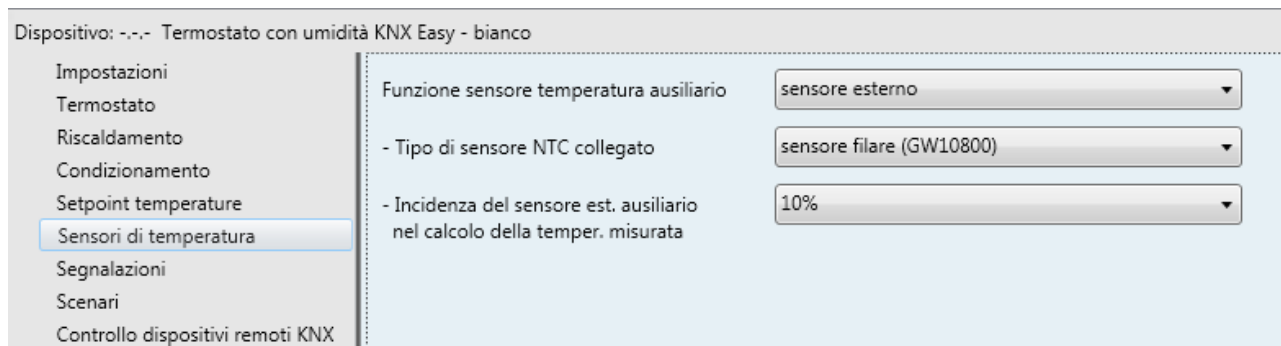 Dispositivo: -.-.- Termostato con umidità KNX Easy - bianco
Impostazioni
Termostato
Riscaldamento
Condizionamento
Setpoint temperature
Sensori di temperatura
Segnalazioni
Scenari
Controllo dispositivi remoti KNX
Funzione sensore temperatura ausiliario
sensore esterno
- Tipo di sensore NTC collegato
sensore filare (GW10800)
- Incidenza del sensore est. ausiliario
nel calcolo della temper. misurata
10%